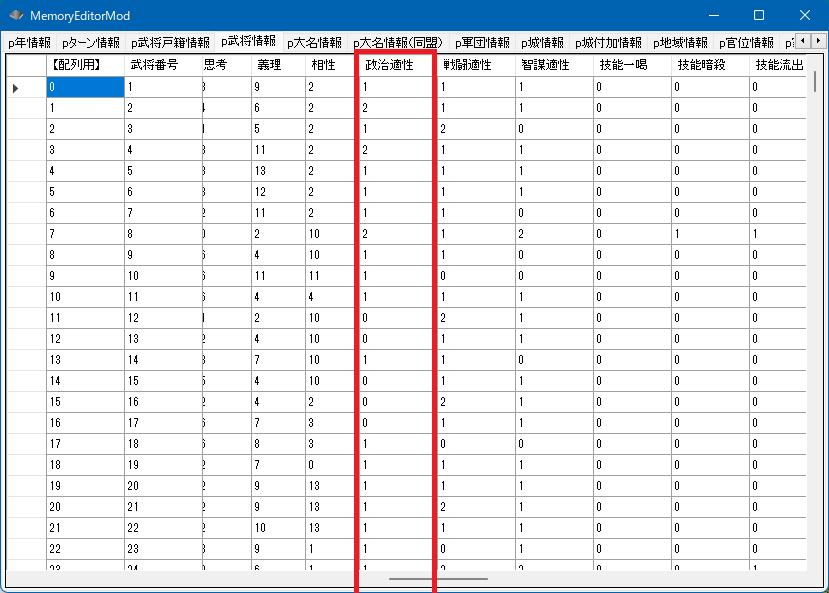 MemoryEditorMod
p年情報 pターン情報 p武将戸籍情報 p武将情報 p大名情報 p大名情報(同盟) p軍団情報 p城情報 p城付加情報 p地域情報 p官位情報
【配列用】 武将番号 思考 義理 相性 政治適性 戦闘適性 智謀適性 技能一喝 技能暗殺 技能流出
0 1 3 9 2 1 1 1 0 0 0
1 2 4 6 2 2 1 1 0 0 0
2 3 1 5 2 1 2 0 0 0 0
3 4 3 11 2 2 1 1 0 0 0
4 5 3 13 2 1 1 1 0 0 0
5 6 3 12 2 1 1 1 0 0 0
6 7 2 11 2 1 1 0 0 0 0
7 8 0 2 10 2 1 2 0 1 1
8 9 6 4 10 1 1 0 0 0 0
9 10 6 11 11 1 0 0 0 0 0
10 11 6 4 4 1 1 1 0 0 0
11 12 1 2 10 0 2 1 0 0 0
12 13 2 4 10 0 1 1 0 0 0
13 14 3 7 10 1 1 0 0 0 0
14 15 5 4 10 0 1 1 0 0 0
15 16 2 4 2 0 2 1 0 0 0
16 17 6 7 3 0 1 1 0 0 0
17 18 6 8 3 1 0 0 0 0 0
18 19 2 7 0 1 1 1 0 0 0
19 20 2 9 13 1 1 1 0 0 0
20 21 2 9 13 1 2 1 0 0 0
21 22 2 10 13 1 1 1 0 0 0
22 23 3 9 1 1 0 1 0 0 0
23 24 6 1 1 2 2 0 0 1